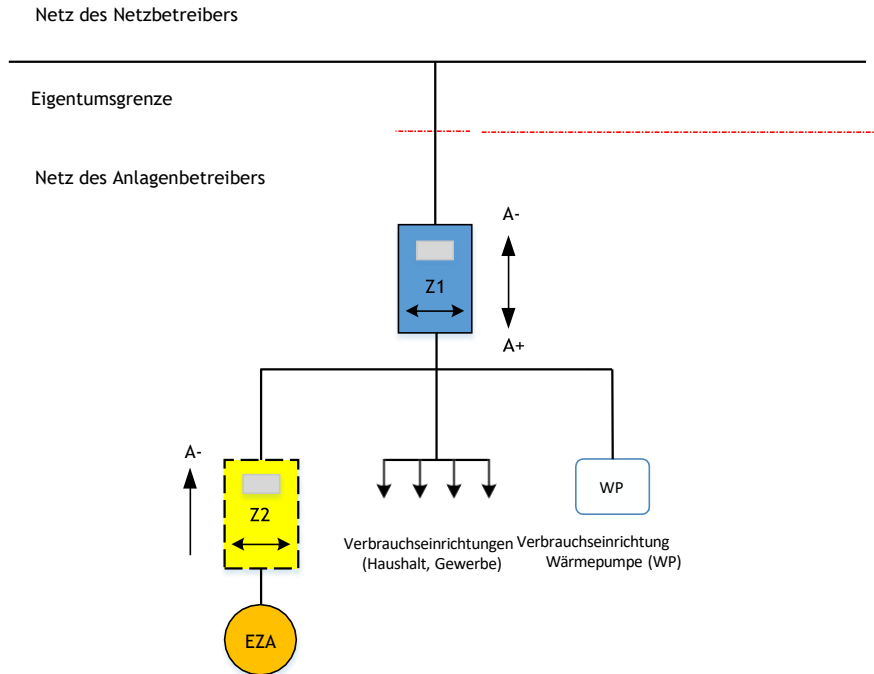 Netz des Netzbetreibers
Eigentumsgrenze
Netz des Anlagenbetreibers
A-
Z1
A+
A-
Z2
WP
Verbrauchseinrichtungen
(Haushalt, Gewerbe)
Verbrauchseinrichtung
Wärmepumpe (WP)
EZA